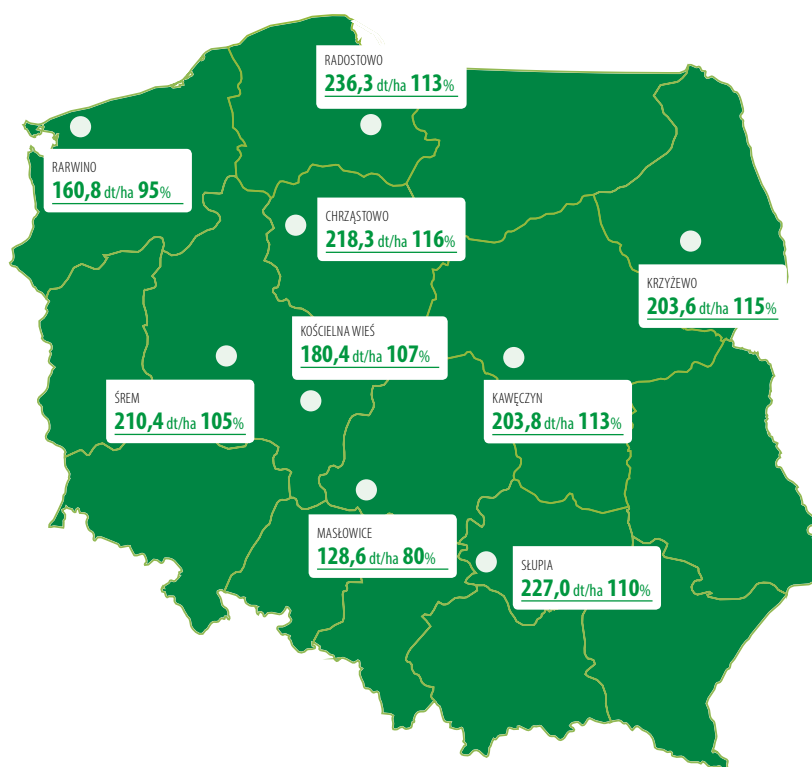 RADOSTOWO
236,3 dt/ha 113%
RARWINO
160,8 dt/ha 95%
CHRZĄSTOWO
218,3 dt/ha 116%
KRZYŻEWO
203,6 dt/ha 115%
KOŚCIELNA WIEŚ
180,4 dt/ha 107%
ŚREM
210,4 dt/ha 105%
KAWĘCZYN
203,8 dt/ha 113%
MASŁOWICE
128,6 dt/ha 80%
SŁUPIA
227,0 dt/ha 110%